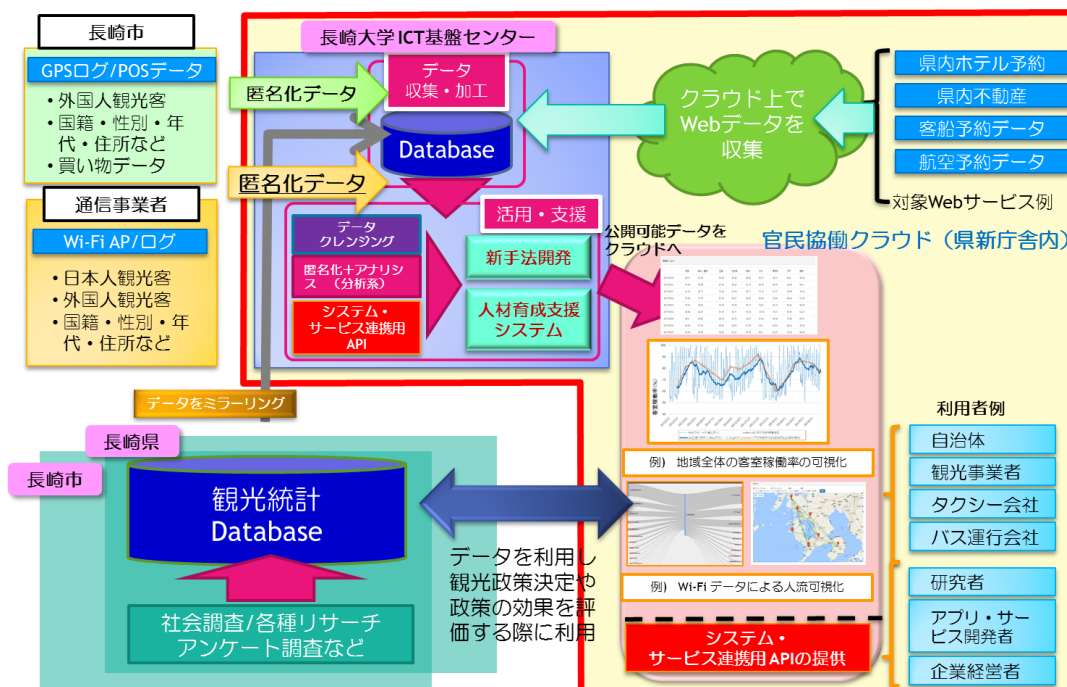 長崎市
GPSログ/POSデータ
・外国人観光客
・国籍・性別・年
代・住所など
・買い物データ
通信事業者
Wi-Fi AP/ログ
・日本人観光客
・外国人観光客
・国籍・性別・年
代・住所など
長崎大学ICT基盤センター
匿名化データ
データ
収集・加工
Database
匿名化データ
活用・支援
データ
クレンジング
匿名化+アナリシ
ス（分析系）
システム・
サービス連携用
API
新手法開発
人材育成支援
システム
クラウド上で
Webデータを
収集
県内ホテル予約
県内不動産
客船予約データ
航空予約データ
対象Webサービス例
公開可能データを
クラウドへ
官民協働クラウド（県新庁舎内）
客室稼働率(%)
例） 地域全体の客室稼働率の可視化
例） Wi-Fi データによる人流可視化
システム・
サービス連携用 APIの提供
利用者例
自治体
観光事業者
タクシー会社
バス運行会社
研究者
アプリ・サー
ビス開発者
企業経営者
データをミラーリング
長崎県
長崎市
観光統計
Database
社会調査/各種リサーチ
アンケート調査など
データを利用し
観光政策決定や
政策の効果を評
価する際に利用